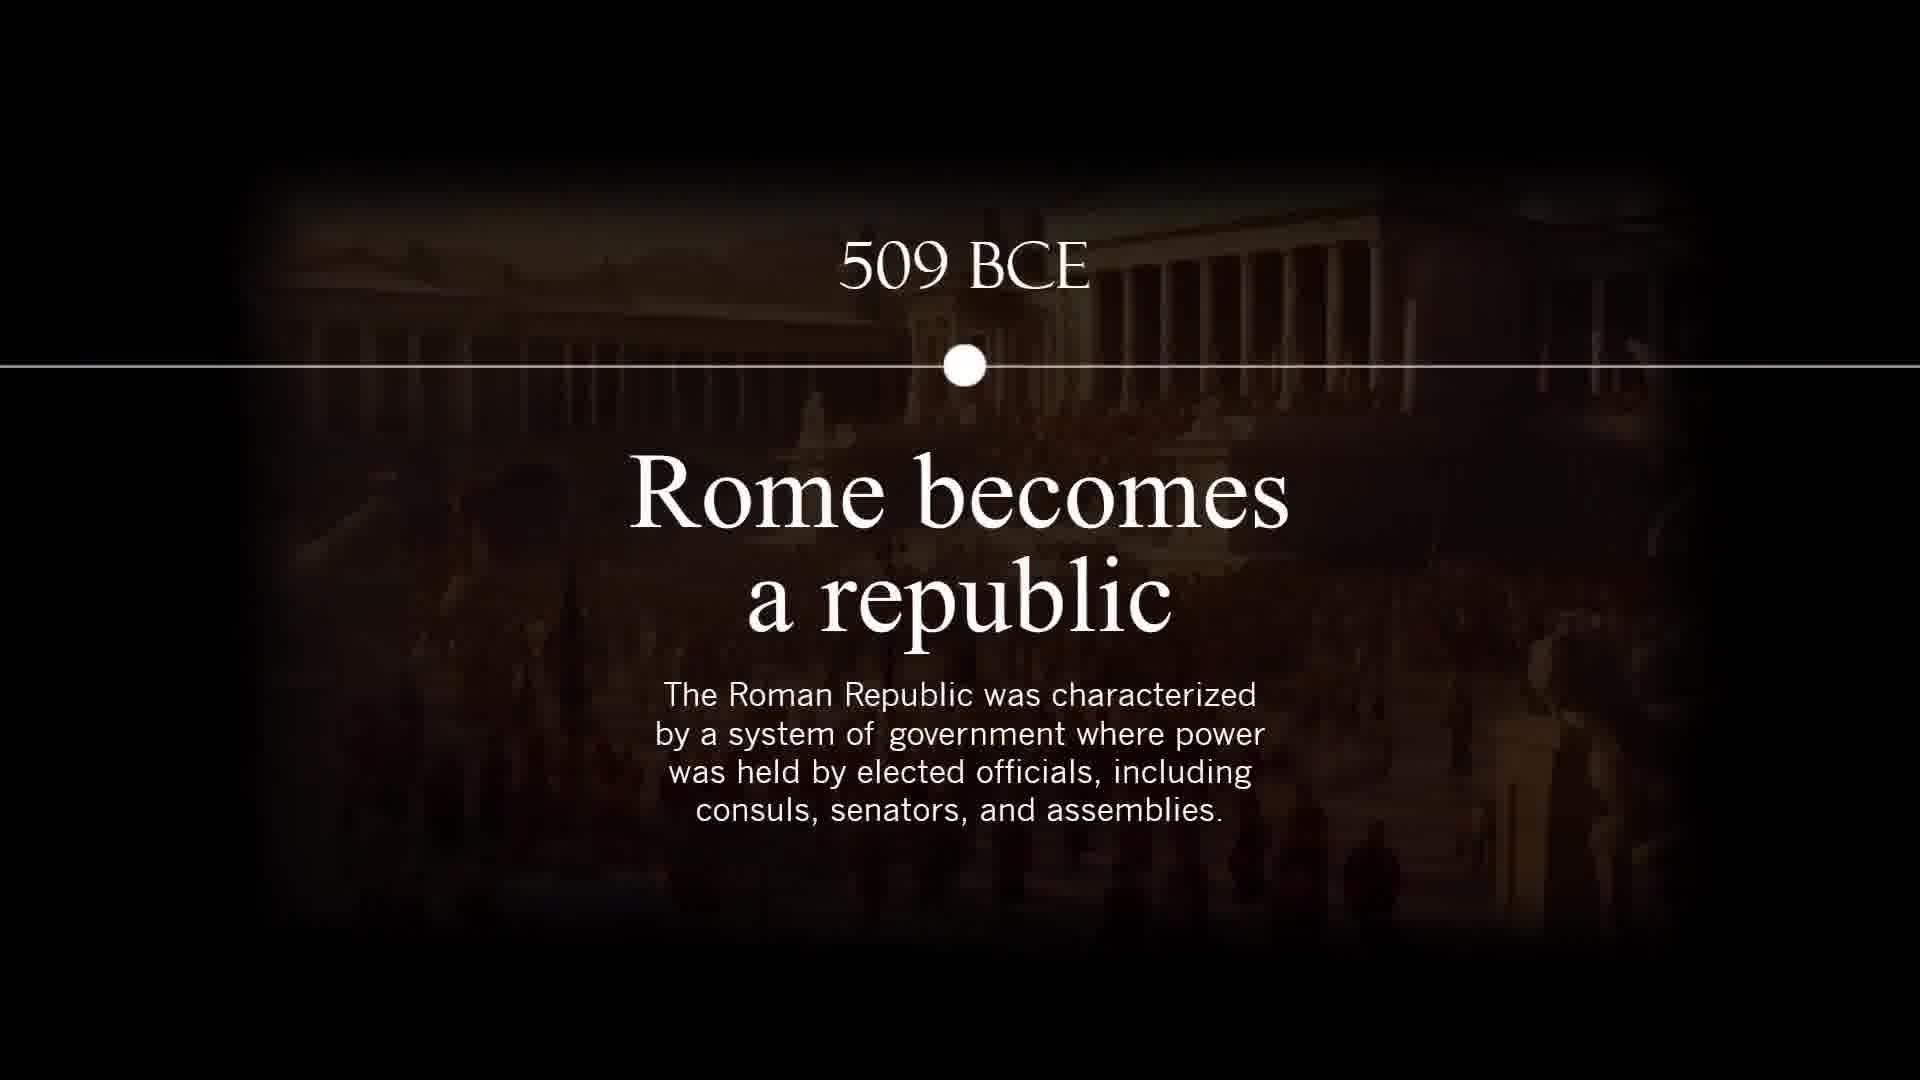 509 BCE
Rome becomes
a republic
The Roman Republic was characterized
by a system of government where power
was held by elected officials, including
consuls, senators, and assemblies.